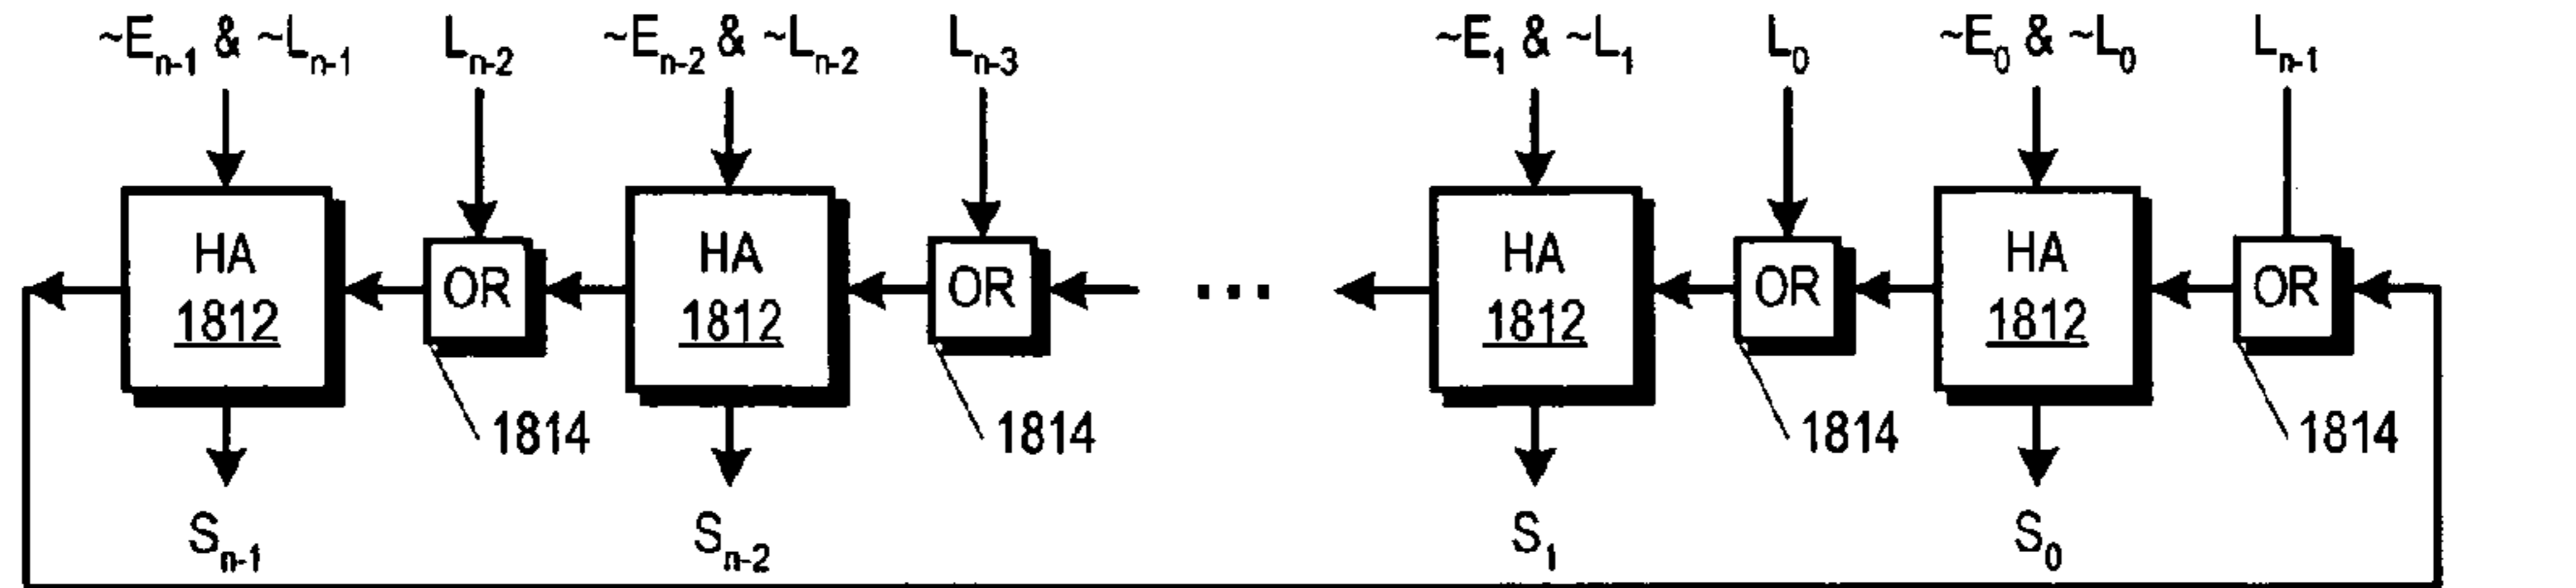 ~Eₙ₋₁ & ~Lₙ₋₁ Lₙ₋₂ ~Eₙ₋₂ & ~Lₙ₋₂ Lₙ₋₃ ~E₁ & ~L₁ L₀ ~E₀ & ~L₀ Lₙ₋₁
HA OR HA OR ... HA OR HA OR
1812 1812 1812 1812
1814 1814 1814 1814
Sₙ₋₁ Sₙ₋₂ S₁ S₀